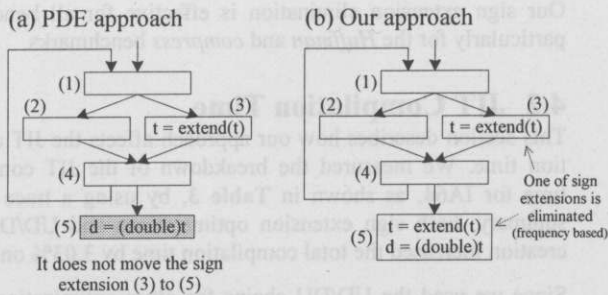 (a) PDE approach
(b) Our approach
(1)
(2)
(3)
t = extend(t)
(4)
(5)
d = (double)t
It does not move the sign
extension (3) to (5)
(1)
(2)
(3)
t = extend(t)
(4)
One of sign
extensions is
eliminated
(frequency based)
(5)
t = extend(t)
d = (double)t